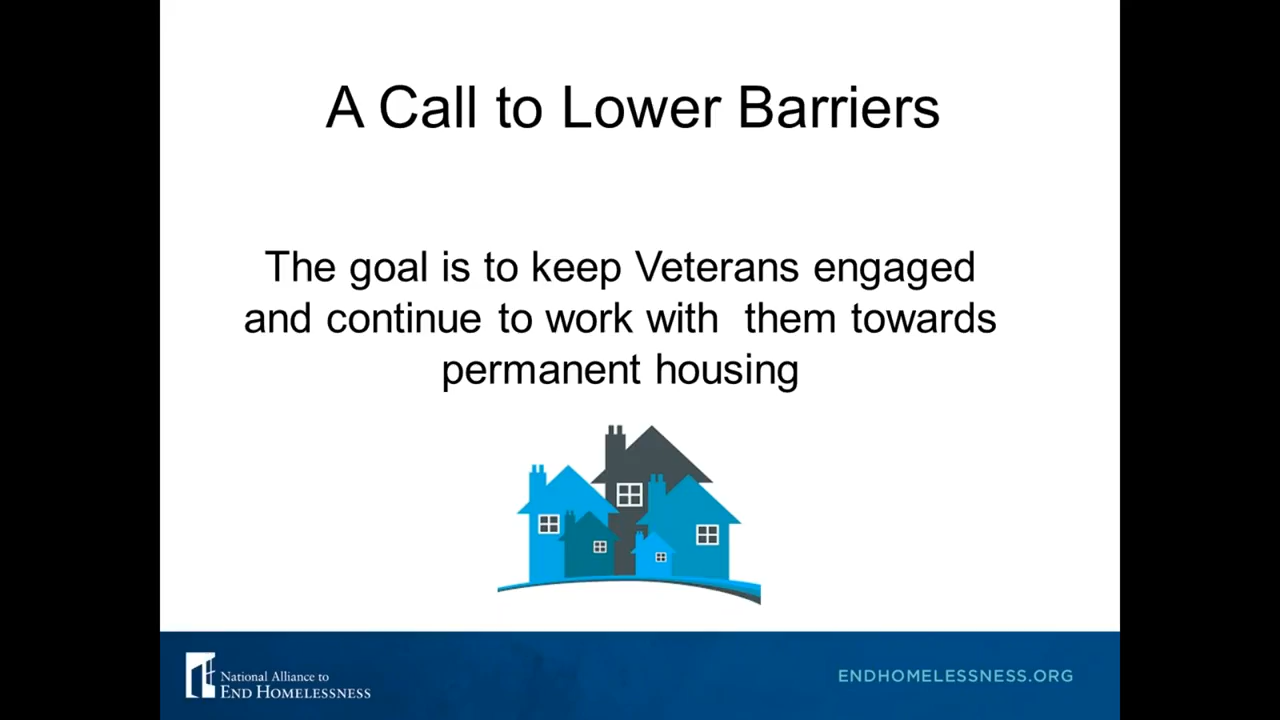 A Call to Lower Barriers
The goal is to keep Veterans engaged
and continue to work with  them towards
permanent housing
National Alliance to
END HOMELESSNESS
ENDHOMELESSNESS.ORG